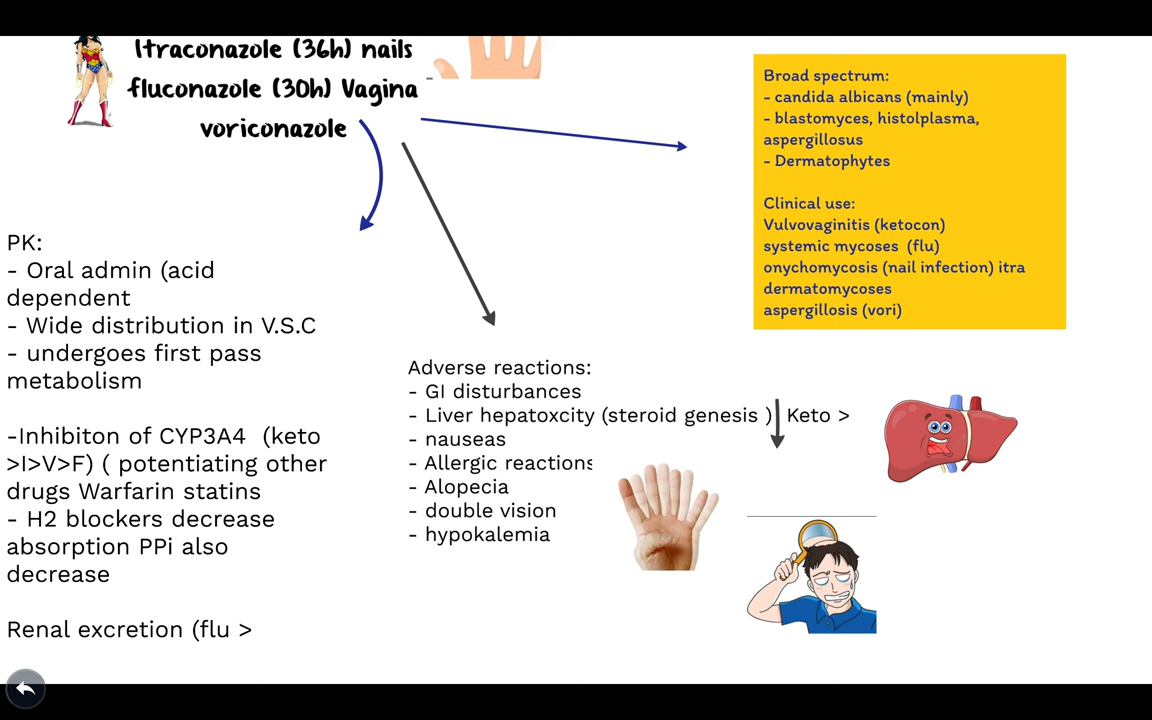 Itraconazole (36h) nails
fluconazole (30h) Vagina
voriconazole
Broad spectrum:
- candida albicans (mainly)
- blastomyces, histolplasma,
aspergillosus
- Dermatophytes
Clinical use:
Vulvovaginitis (ketocon)
systemic mycoses (flu)
onychomycosis (nail infection) itra
dermatomycoses
aspergillosis (vori)
PK:
- Oral admin (acid
dependent
- Wide distribution in V.S.C
- undergoes first pass
metabolism
-Inhibiton of CYP3A4 (keto
>I>V>F) ( potentiating other
drugs Warfarin statins
- H2 blockers decrease
absorption PPi also
decrease
Renal excretion (flu >
Adverse reactions:
- GI disturbances
- Liver hepatoxcity (steroid genesis ) Keto >
- nauseas
- Allergic reactions
- Alopecia
- double vision
- hypokalemia